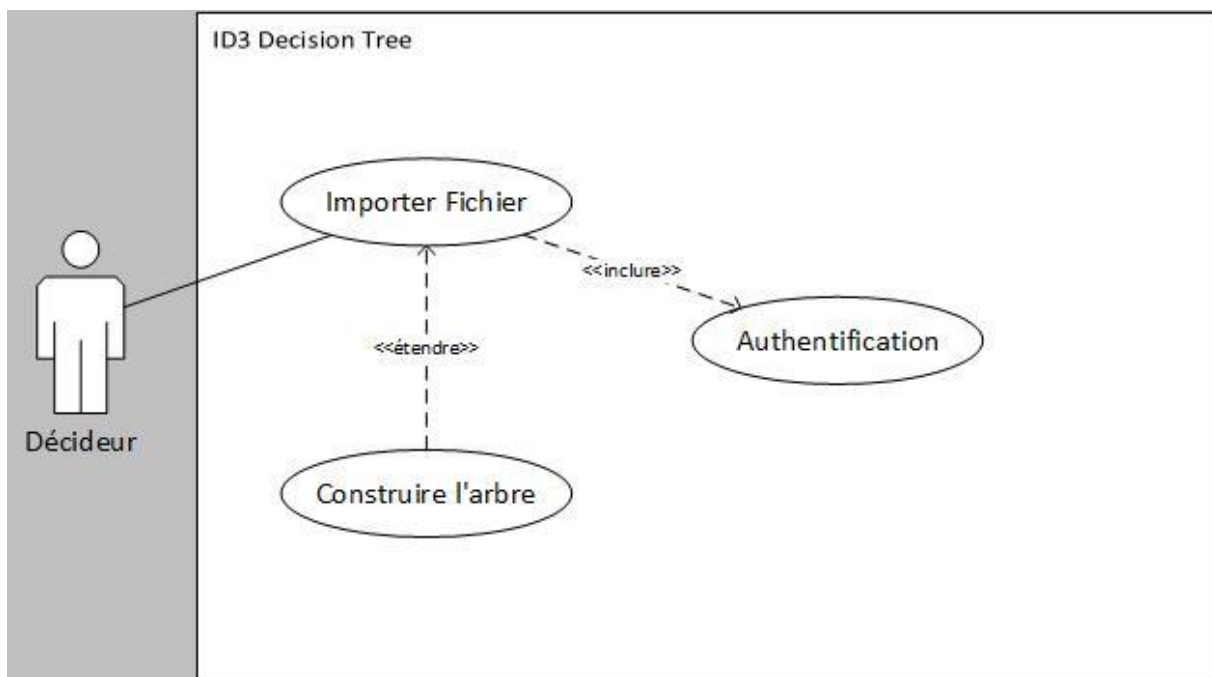 ID3 Decision Tree
Importer Fichier
<<inclure>>
Authentification
<<étendre>>
Décideur
Construire l'arbre